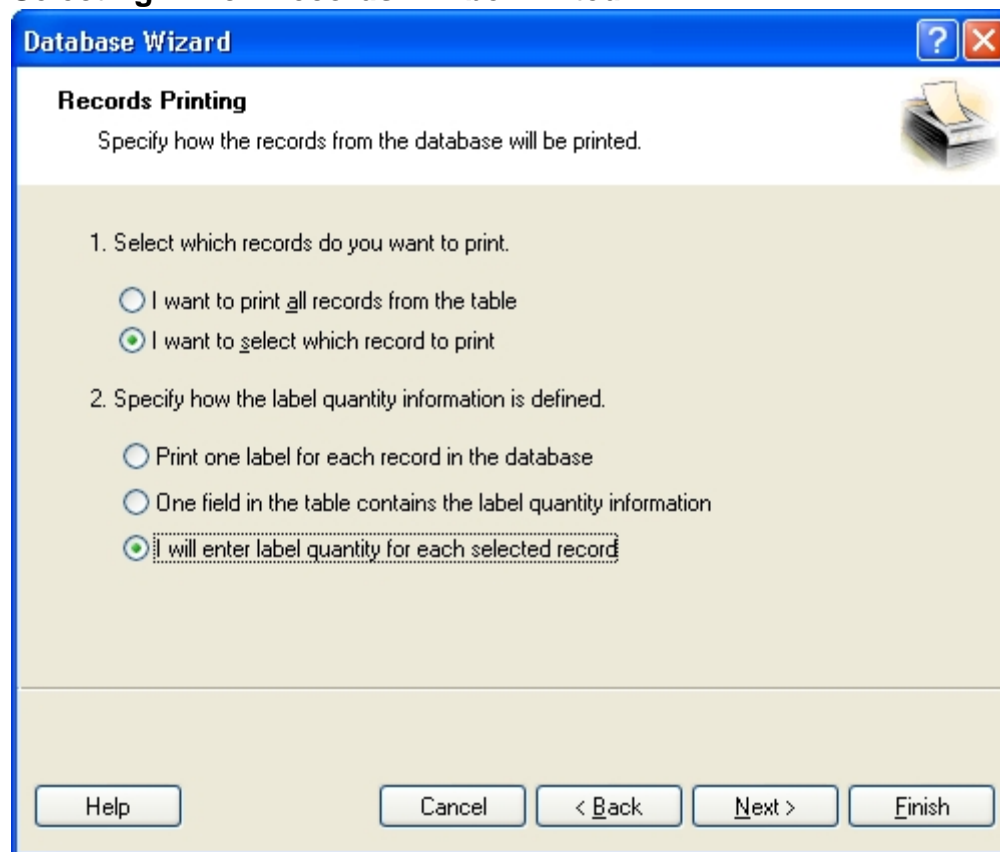 Database Wizard
Records Printing
Specify how the records from the database will be printed.
1. Select which records do you want to print.
I want to print all records from the table
I want to select which record to print
2. Specify how the label quantity information is defined.
Print one label for each record in the database
One field in the table contains the label quantity information
I will enter label quantity for each selected record
Help
Cancel
< Back
Next >
Finish